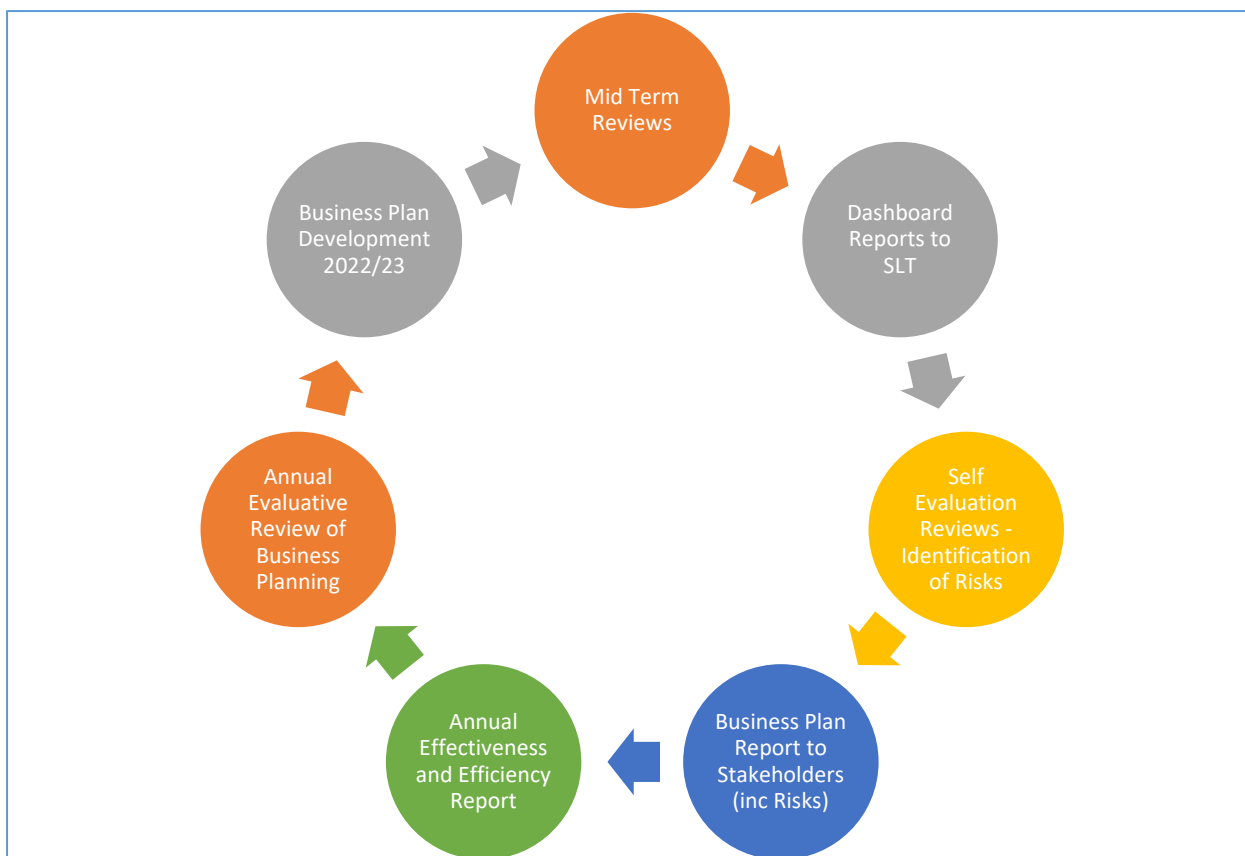 Mid Term
Reviews
Dashboard
Reports to
SLT
Self
Evaluation
Reviews -
Identification
of Risks
Business Plan
Report to
Stakeholders
(inc Risks)
Annual
Effectiveness
and Efficiency
Report
Annual
Evaluative
Review of
Business
Planning
Business Plan
Development
2022/23